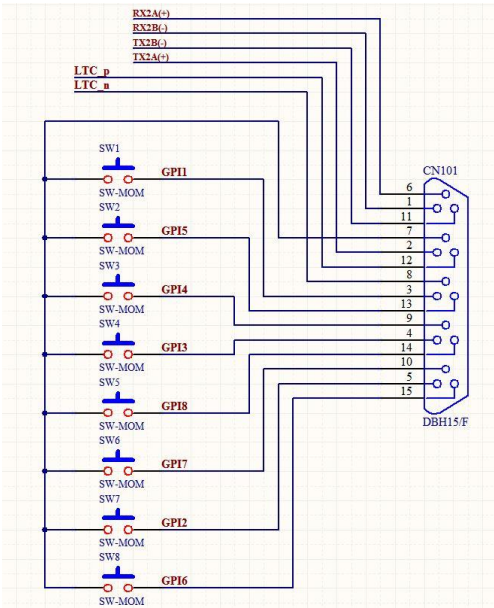 RX2A(+)
RX2B(-)
TX2B(-)
TX2A(+)
LTC_p
LTC_n
SW1
GPI1
SW-MOM
SW2
GPI5
SW-MOM
SW3
GPI4
SW-MOM
SW4
GPI3
SW-MOM
SW5
GPI8
SW-MOM
SW6
GPI7
SW-MOM
SW7
GPI2
SW-MOM
SW8
GPI6
SW-MOM
CN101
6
1
11
7
2
12
8
3
13
9
4
14
10
5
15
DBH15/F